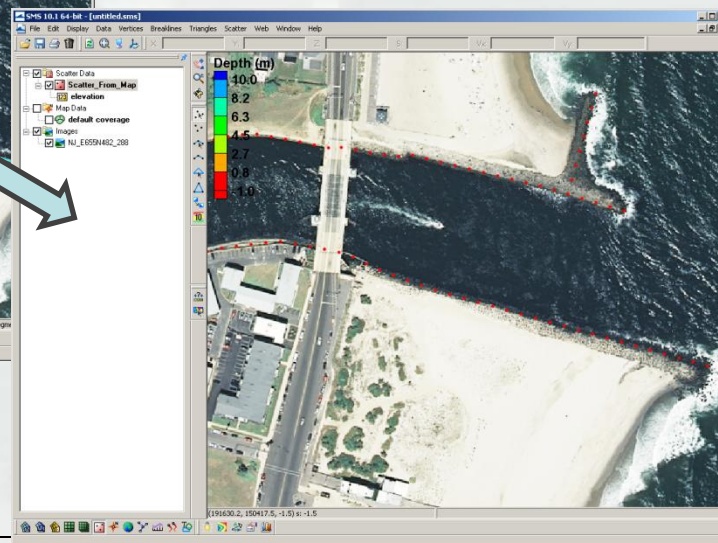 SMS 10.1 64-bit - [untitled.sms]
File Edit Display Data Vertices Breaklines Triangles Scatter Web Window Help
X: Y: Z: S: Vx: Vy:
Scatter Data
Scatter_From_Map
elevation
Map Data
default coverage
Images
NJ_E655N482_288
Depth (m)
10.0
8.2
6.3
4.5
2.7
0.8
-1.0
(191630.2, 150417.5, -1.5) s: -1.5